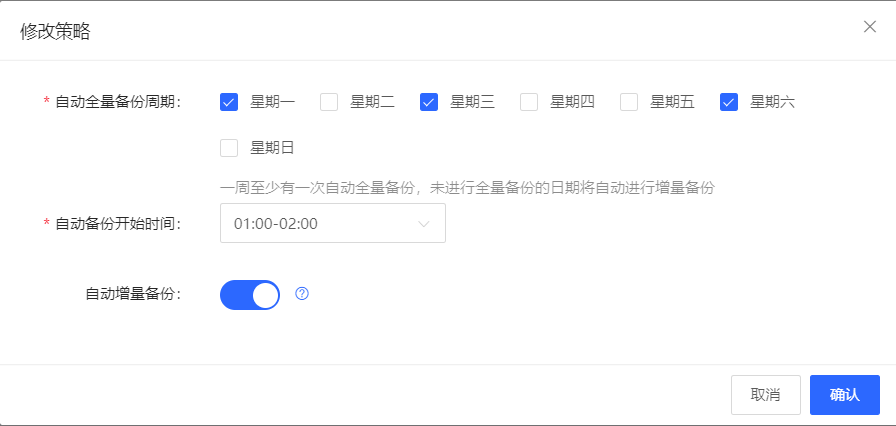 修改策略
* 自动全量备份周期： 星期一 星期二 星期三 星期四 星期五 星期六
星期日
一周至少有一次自动全量备份，未进行全量备份的日期将自动进行增量备份
* 自动备份开始时间： 01:00-02:00
自动增量备份：
取消 确认